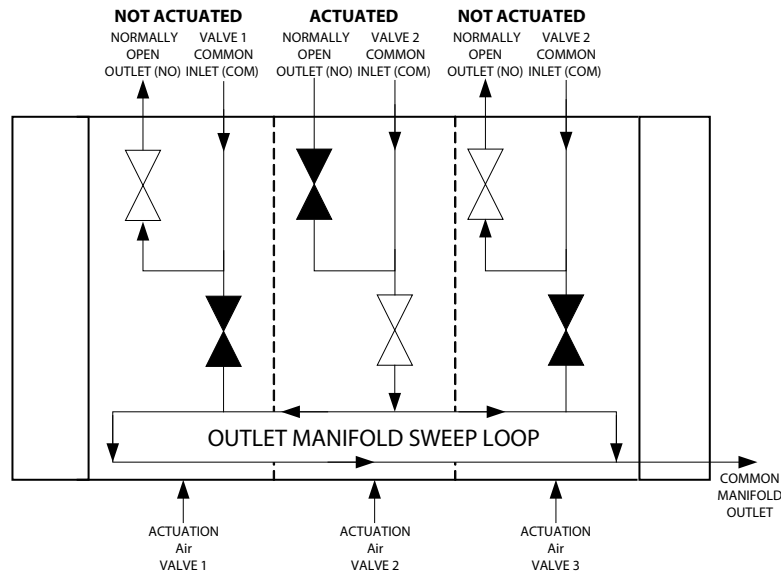 NOT ACTUATED
NORMALLY
OPEN
OUTLET (NO)
VALVE 1
COMMON
INLET (COM)
ACTUATED
NORMALLY
OPEN
OUTLET (NO)
VALVE 2
COMMON
INLET (COM)
NOT ACTUATED
NORMALLY
OPEN
OUTLET (NO)
VALVE 2
COMMON
INLET (COM)
OUTLET MANIFOLD SWEEP LOOP
COMMON
MANIFOLD
OUTLET
ACTUATION
Air
VALVE 1
ACTUATION
Air
VALVE 2
ACTUATION
Air
VALVE 3